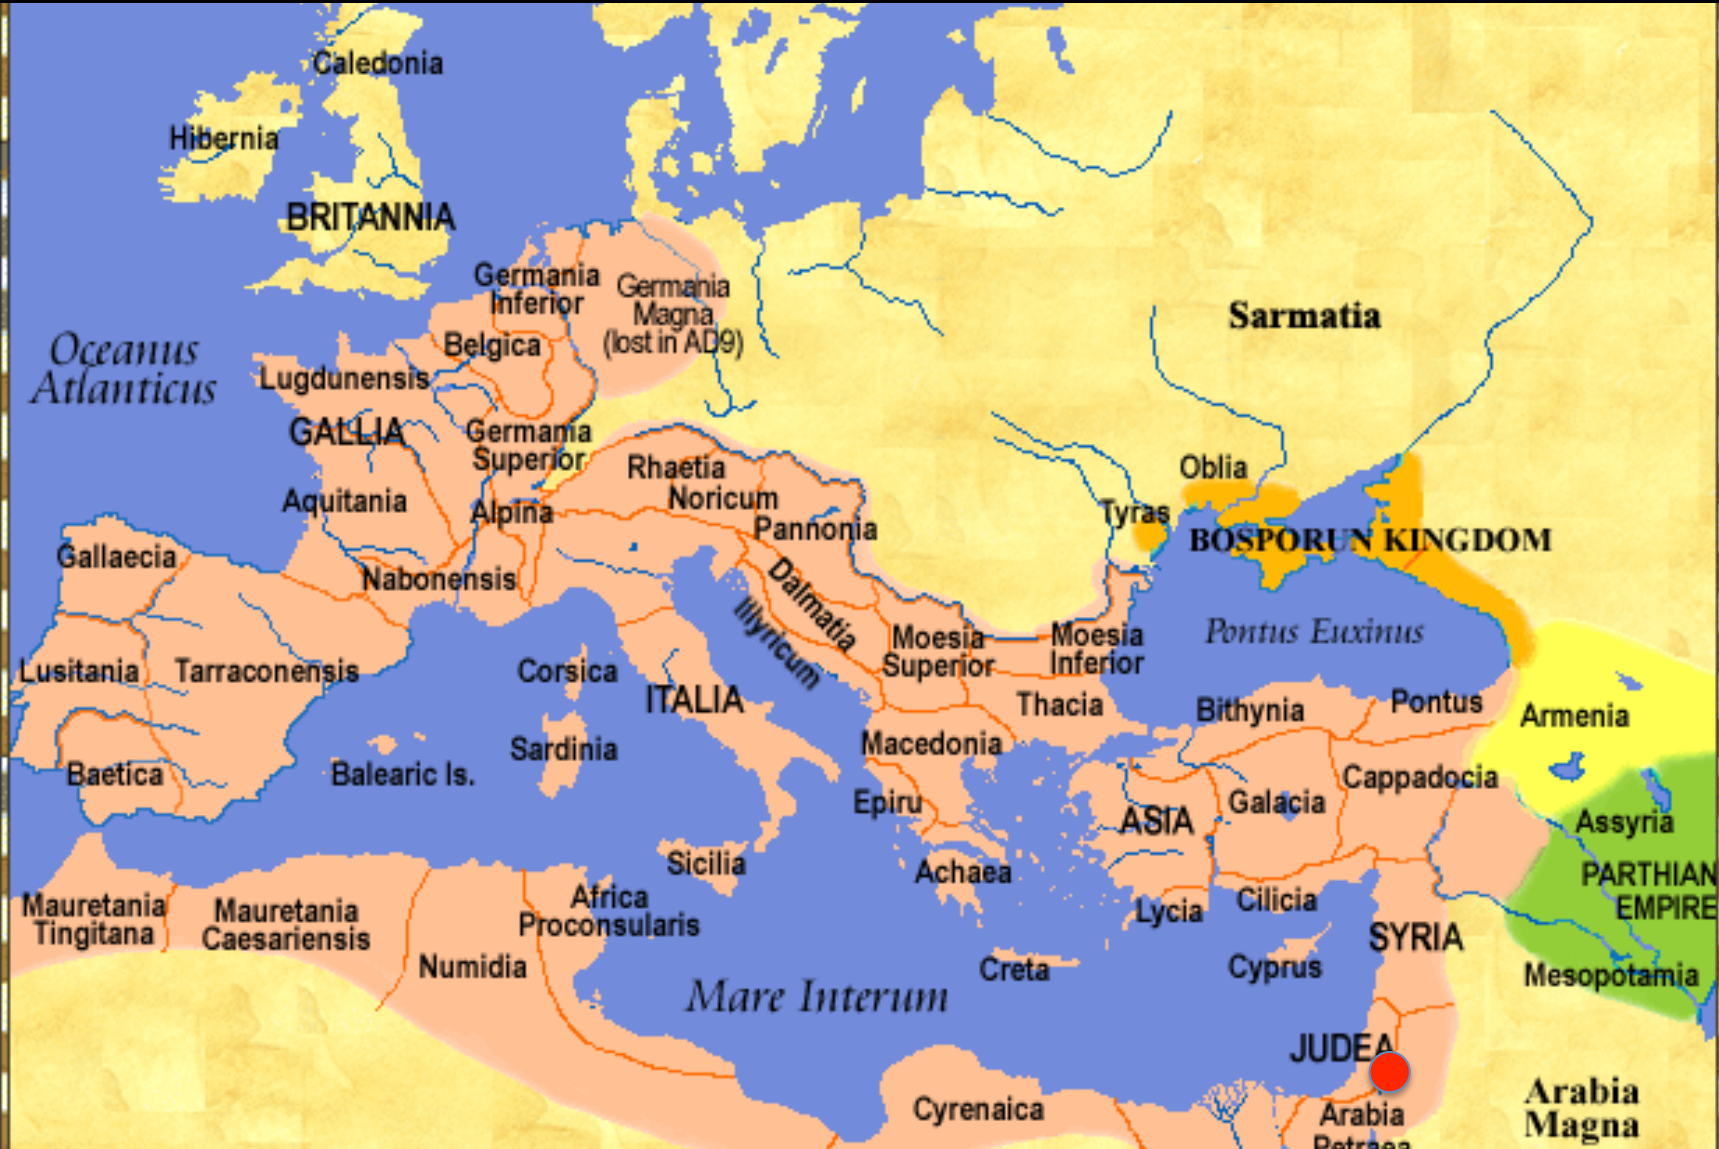 Caledonia
Hibernia
BRITANNIA
Germania
Inferior
Germania
Magna
(lost in AD9)
Sarmatia
Oceanus
Atlanticus
Belgica
Lugdunensis
GALLIA
Germania
Superior
Rhaetia
Noricum
Oblia
Aquitania
Alpina
Pannonia
Tyras
BOSPORUN KINGDOM
Gallaecia
Nabonensis
Dalmatia
Illyricum
Moesia
Superior
Moesia
Inferior
Pontus Euxinus
Lusitania
Tarraconensis
Corsica
ITALIA
Thacia
Bithynia
Pontus
Armenia
Sardinia
Macedonia
Baetica
Balearic Is.
Cappadocia
Epiru
ASIA
Galacia
Assyria
Sicilia
Achaea
PARTHIAN
EMPIRE
Mauretania
Tingitana
Mauretania
Caesariensis
Africa
Proconsularis
Lycia
Cilicia
SYRIA
Numidia
Creta
Cyprus
Mesopotamia
Mare Interum
JUDEA
Cyrenaica
Arabia
Petraea
Arabia
Magna